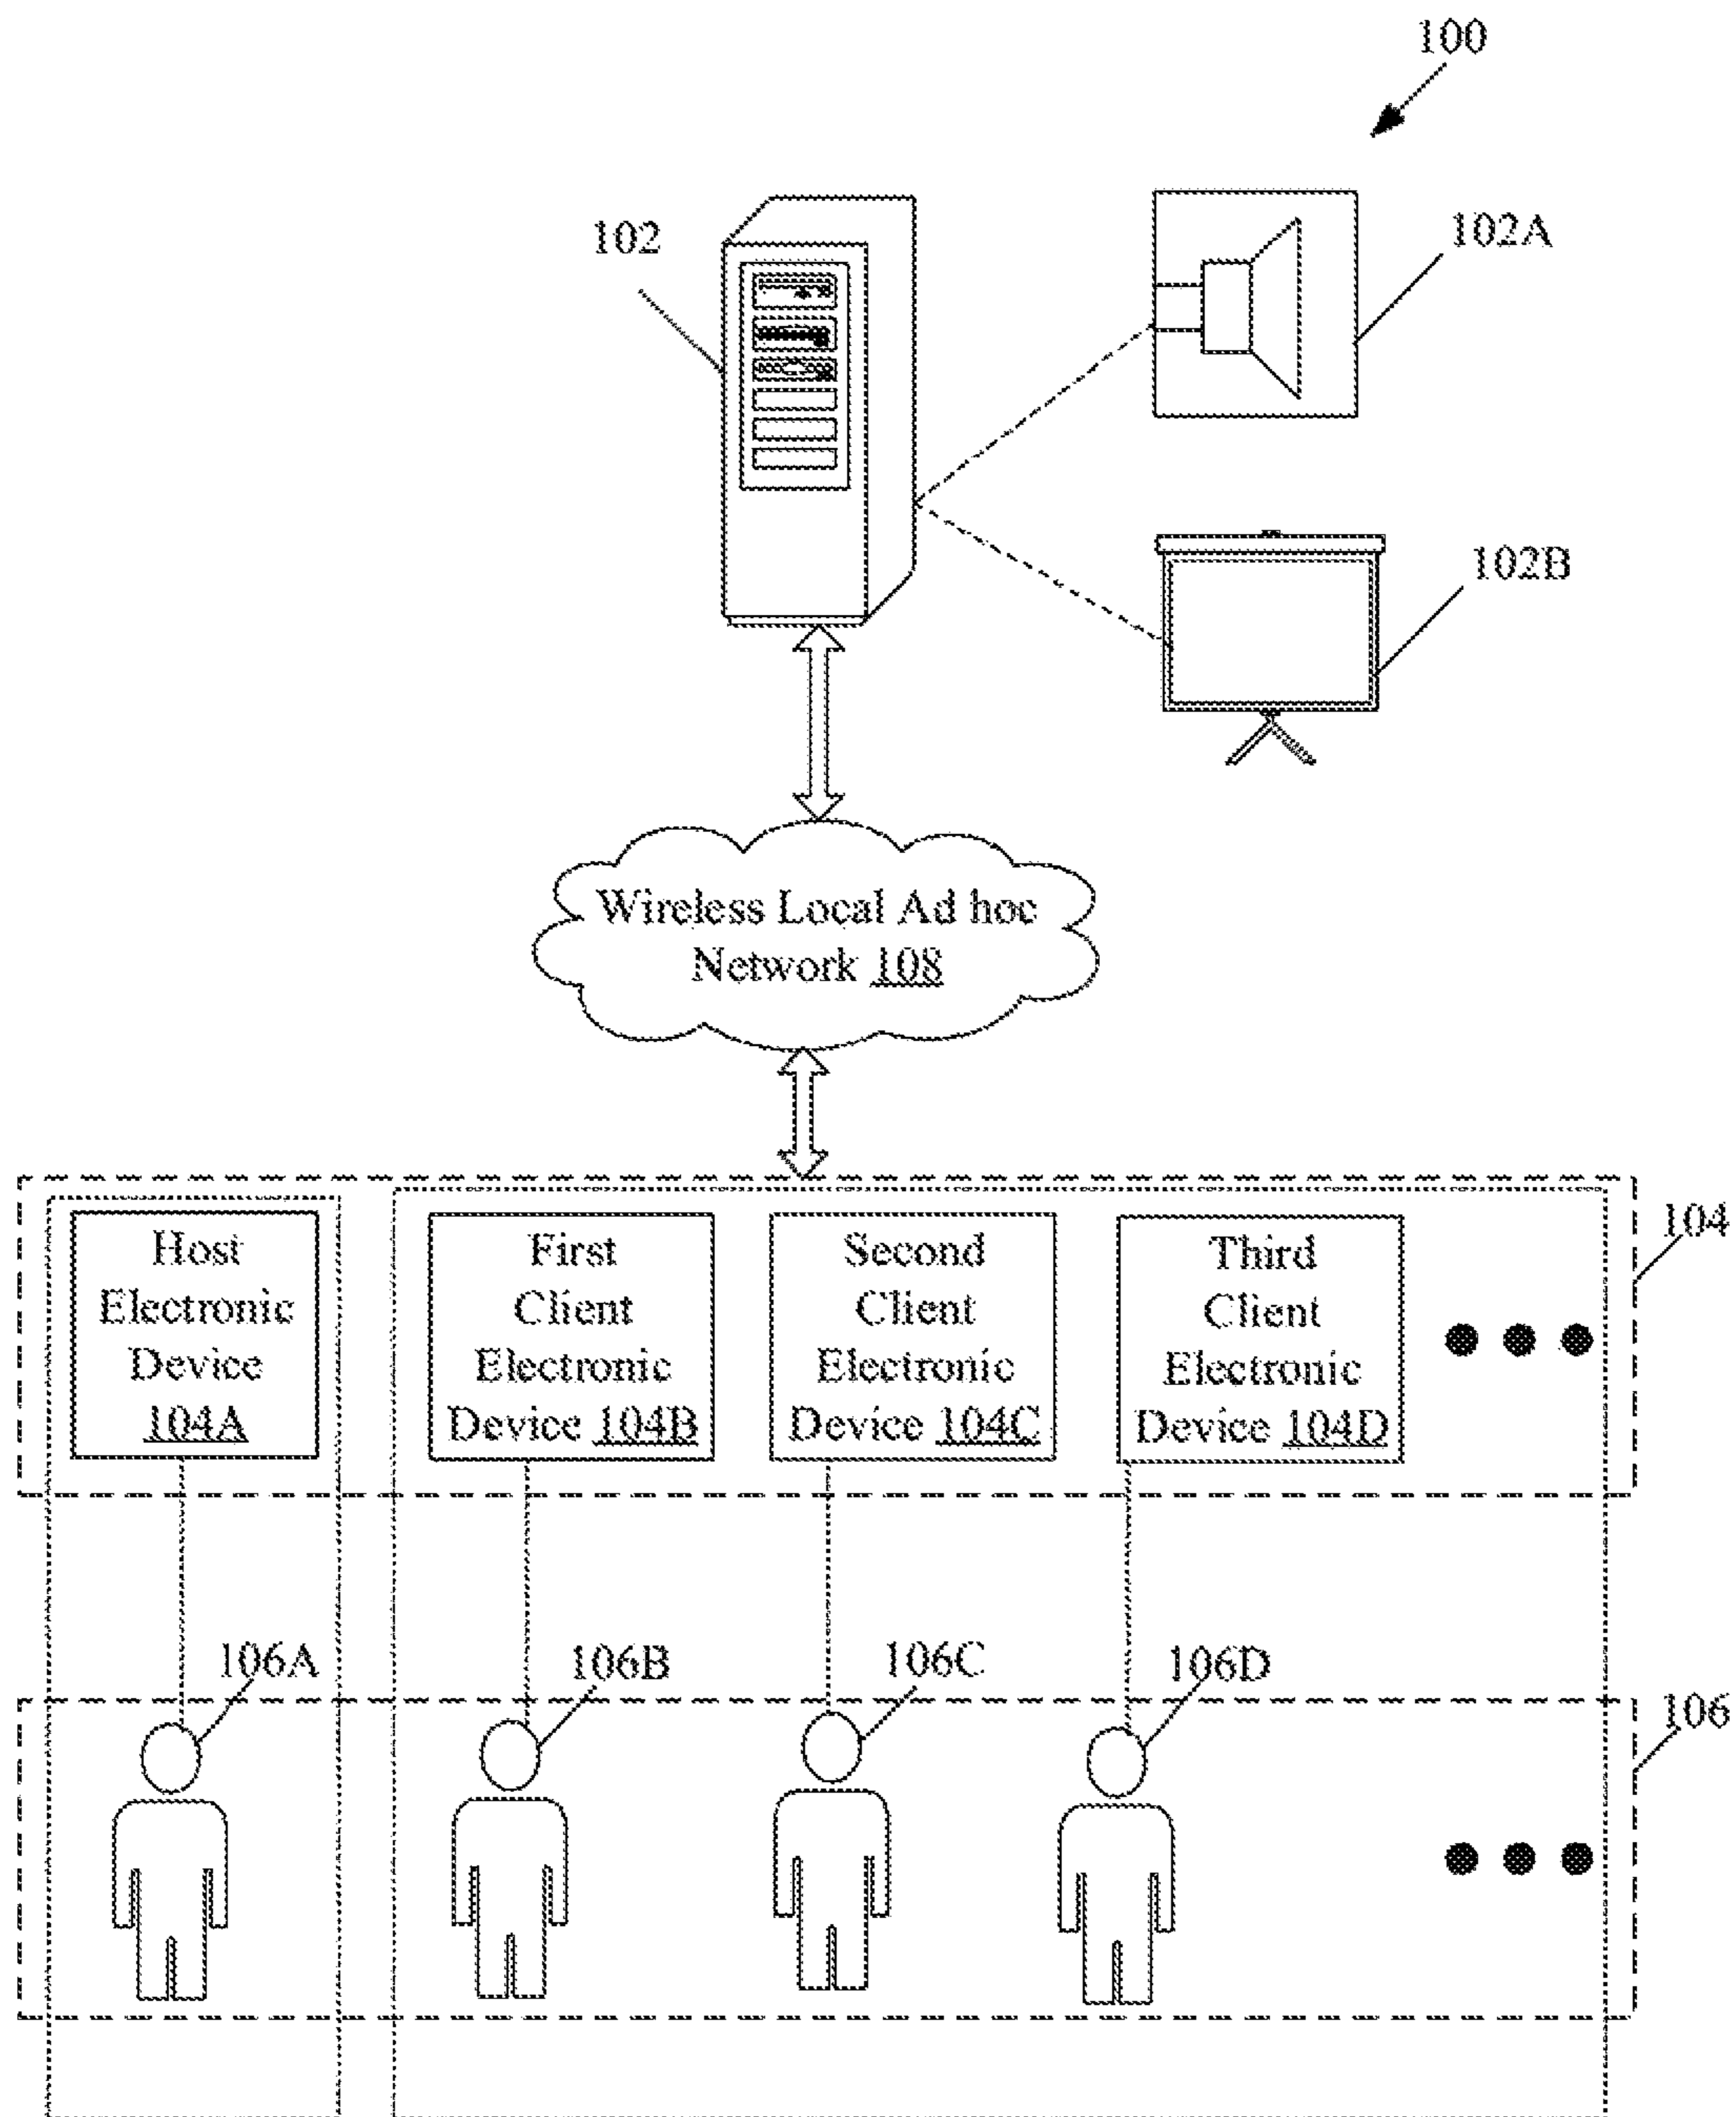 100
102
102A
102B
Wireless Local Ad hoc
Network 108
104
Host
Electronic
Device
104A
First
Client
Electronic
Device 104B
Second
Client
Electronic
Device 104C
Third
Client
Electronic
Device 104D
106A
106B
106C
106D
106